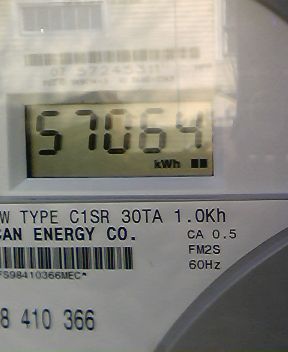 57064
kWh
W TYPE C1SR 30TA 1.0Kh
CAN ENERGY CO.
CA 0.5
FM2S
60Hz
FS98410366MEC*
8 410 366